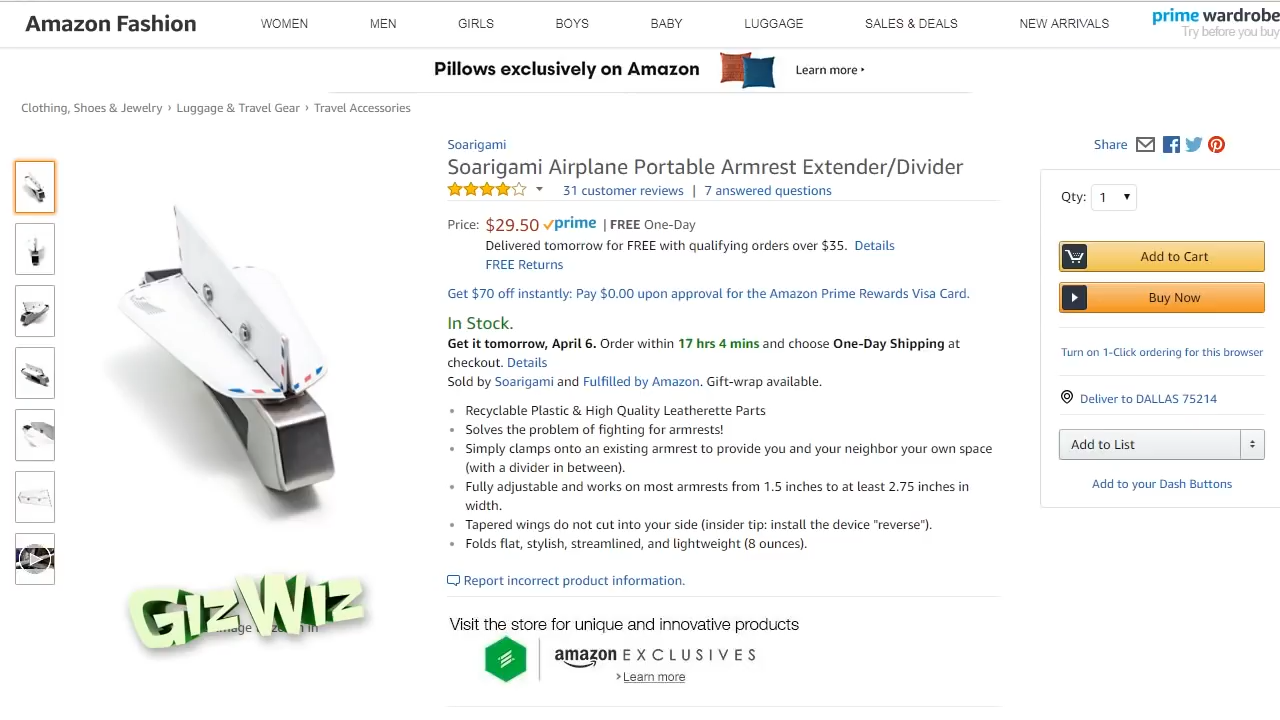 Amazon Fashion
WOMEN MEN GIRLS BOYS BABY LUGGAGE SALES & DEALS NEW ARRIVALS
prime wardrobe
Try before you buy
Pillows exclusively on Amazon Learn more
Clothing, Shoes & Jewelry › Luggage & Travel Gear › Travel Accessories
Soarigami
Soarigami Airplane Portable Armrest Extender/Divider
31 customer reviews | 7 answered questions
Price: $29.50 prime | FREE One-Day
Delivered tomorrow for FREE with qualifying orders over $35. Details
FREE Returns
Get $70 off instantly: Pay $0.00 upon approval for the Amazon Prime Rewards Visa Card.
In Stock.
Get it tomorrow, April 6. Order within 17 hrs 4 mins and choose One-Day Shipping at
checkout. Details
Sold by Soarigami and Fulfilled by Amazon. Gift-wrap available.
• Recyclable Plastic & High Quality Leatherette Parts
• Solves the problem of fighting for armrests!
• Simply clamps onto an existing armrest to provide you and your neighbor your own space
(with a divider in between).
• Fully adjustable and works on most armrests from 1.5 inches to at least 2.75 inches in
width.
• Tapered wings do not cut into your side (insider tip: install the device "reverse").
• Folds flat, stylish, streamlined, and lightweight (8 ounces).
Report incorrect product information.
Visit the store for unique and innovative products
amazon EXCLUSIVES
› Learn more
GizWiz
in
Share
Qty: 1
Add to Cart
Buy Now
Turn on 1-Click ordering for this browser
Deliver to DALLAS 75214
Add to List
Add to your Dash Buttons